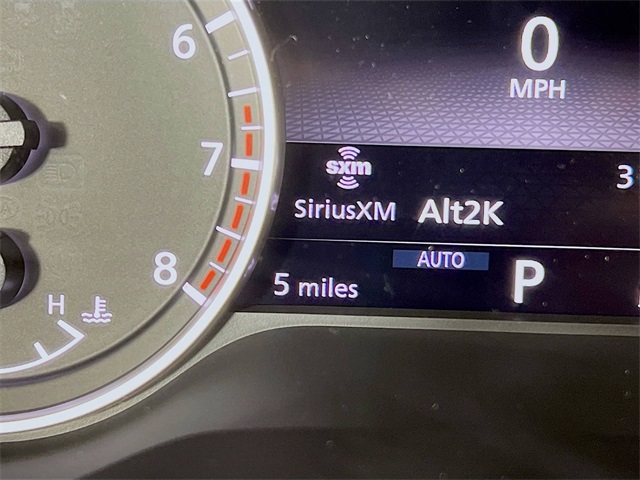 6
0
MPH
7
sxm
3
SiriusXM Alt2K
8
AUTO
5 miles
P
H